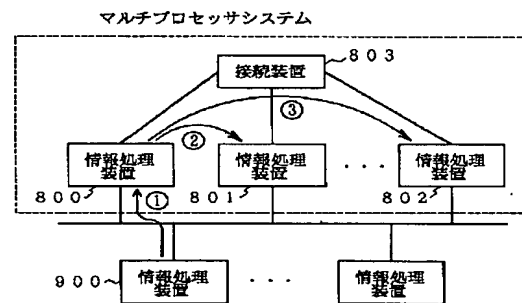 マルチプロセッサシステム
接続装置
803
③
②
情報処理
装置
情報処理
装置
...
情報処理
装置
800
①
801
802
900
情報処理
装置
...
情報処理
装置